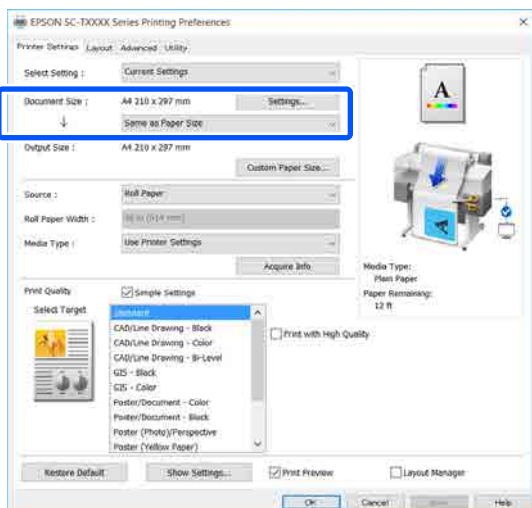 EPSON SC-TXXXX Series Printing Preferences
Printer Settings Layout Advanced Utility
Select Setting : Current Settings
Document Size : A4 210 x 297 mm Settings...
Same as Paper Size
Output Size : A4 210 x 297 mm
Custom Paper Size...
Source : Roll Paper
Roll Paper Width :
Media Type : Use Printer Settings
Acquire Info
Media Type:
Plain Paper
Paper Remaining:
12 ft
Print Quality Simple Settings
Select Target
Standard
CAD/Line Drawing - Black
CAD/Line Drawing - Color
CAD/Line Drawing - Bi-Level
GIS - Black
GIS - Color
Poster/Document - Color
Poster/Document - Black
Poster (Photo)/Perspective
Poster (Yellow Paper)
Print with High Quality
Restore Default Show Settings... Print Preview Layout Manager
OK Cancel Help
A
A